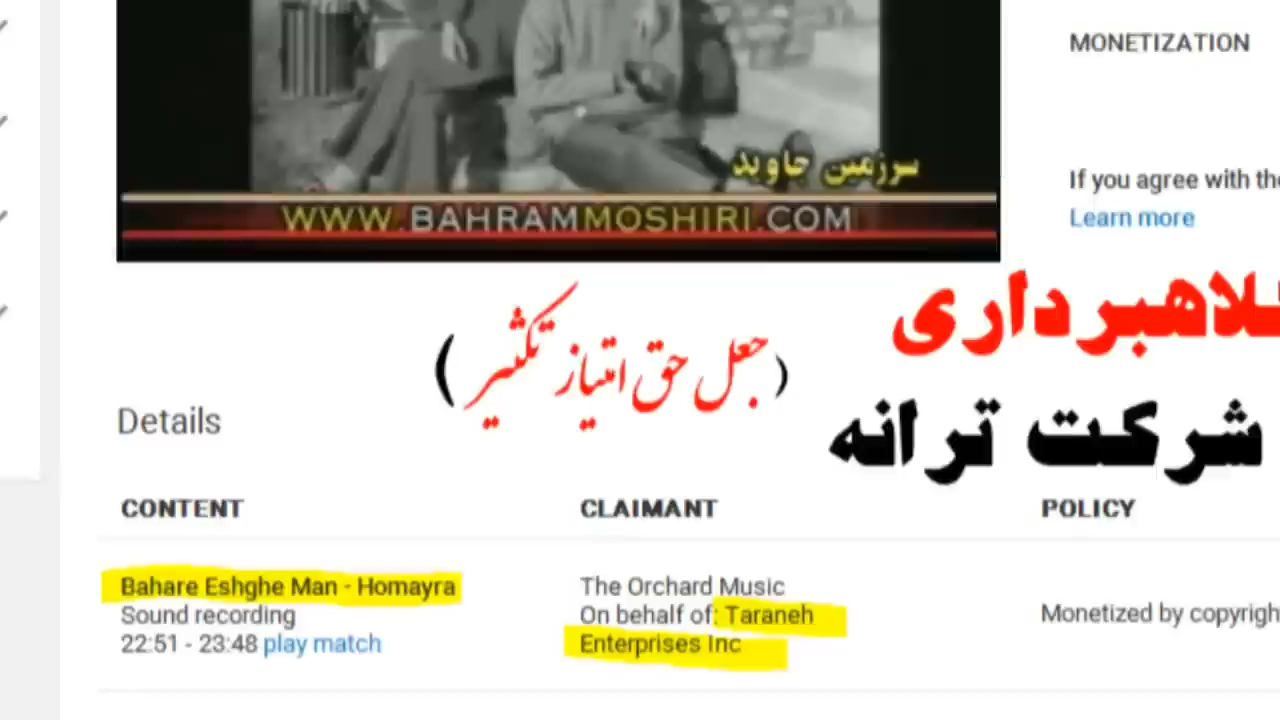 MONETIZATION
سرزمین جاوید
WWW.BAHRAMMOSHIRI.COM
If you agree with the
Learn more
کلاهبرداری
(جعل حق امتیاز تکثیر)
شرکت ترانه
Details
CONTENT CLAIMANT POLICY
Bahare Eshghe Man - Homayra
Sound recording
22:51 - 23:48 play match
The Orchard Music
On behalf of: Taraneh
Enterprises Inc
Monetized by copyrigh